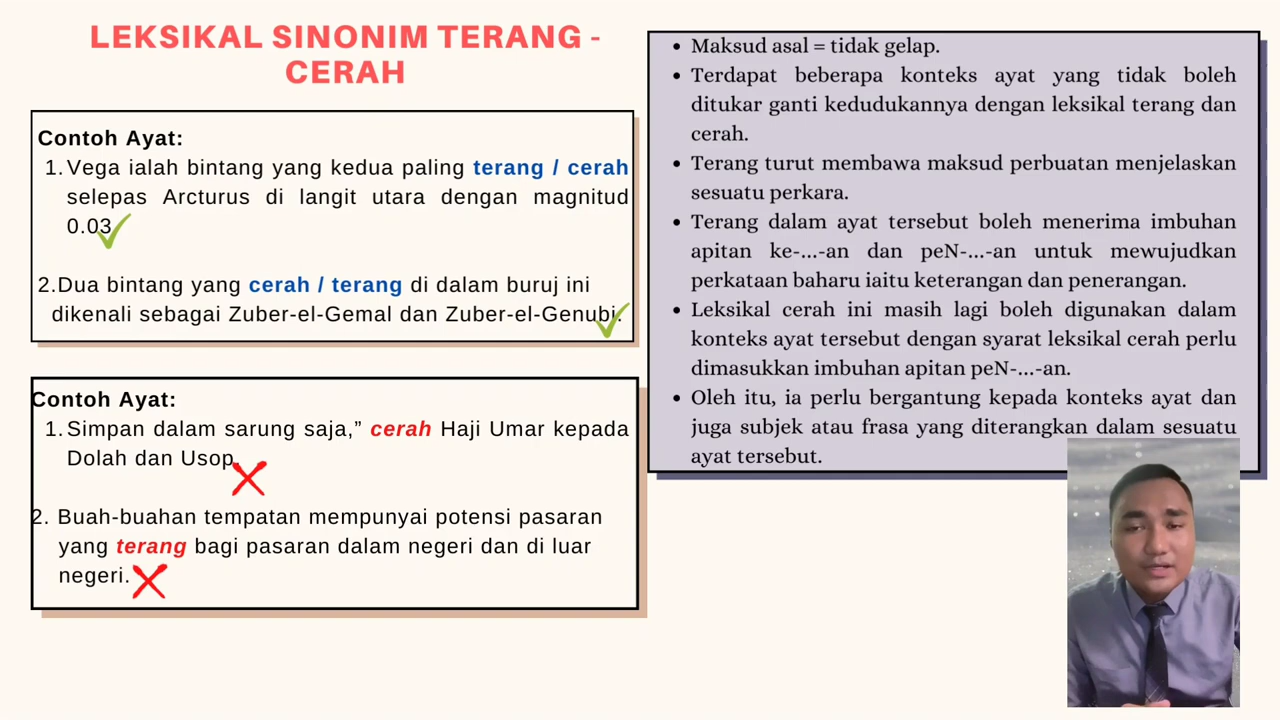 LEKSIKAL SINONIM TERANG -
CERAH
Contoh Ayat:
1. Vega ialah bintang yang kedua paling terang / cerah
selepas Arcturus di langit utara dengan magnitud
0.03
2.Dua bintang yang cerah / terang di dalam buruj ini
dikenali sebagai Zuber-el-Gemal dan Zuber-el-Genubi.
Contoh Ayat:
1. Simpan dalam sarung saja,” cerah Haji Umar kepada
Dolah dan Usop.
2. Buah-buahan tempatan mempunyai potensi pasaran
yang terang bagi pasaran dalam negeri dan di luar
negeri.
• Maksud asal = tidak gelap.
• Terdapat beberapa konteks ayat yang tidak boleh
ditukar ganti kedudukannya dengan leksikal terang dan
cerah.
• Terang turut membawa maksud perbuatan menjelaskan
sesuatu perkara.
• Terang dalam ayat tersebut boleh menerima imbuhan
apitan ke-...-an dan peN-...-an untuk mewujudkan
perkataan baharu iaitu keterangan dan penerangan.
• Leksikal cerah ini masih lagi boleh digunakan dalam
konteks ayat tersebut dengan syarat leksikal cerah perlu
dimasukkan imbuhan apitan peN-...-an.
• Oleh itu, ia perlu bergantung kepada konteks ayat dan
juga subjek atau frasa yang diterangkan dalam sesuatu
ayat tersebut.